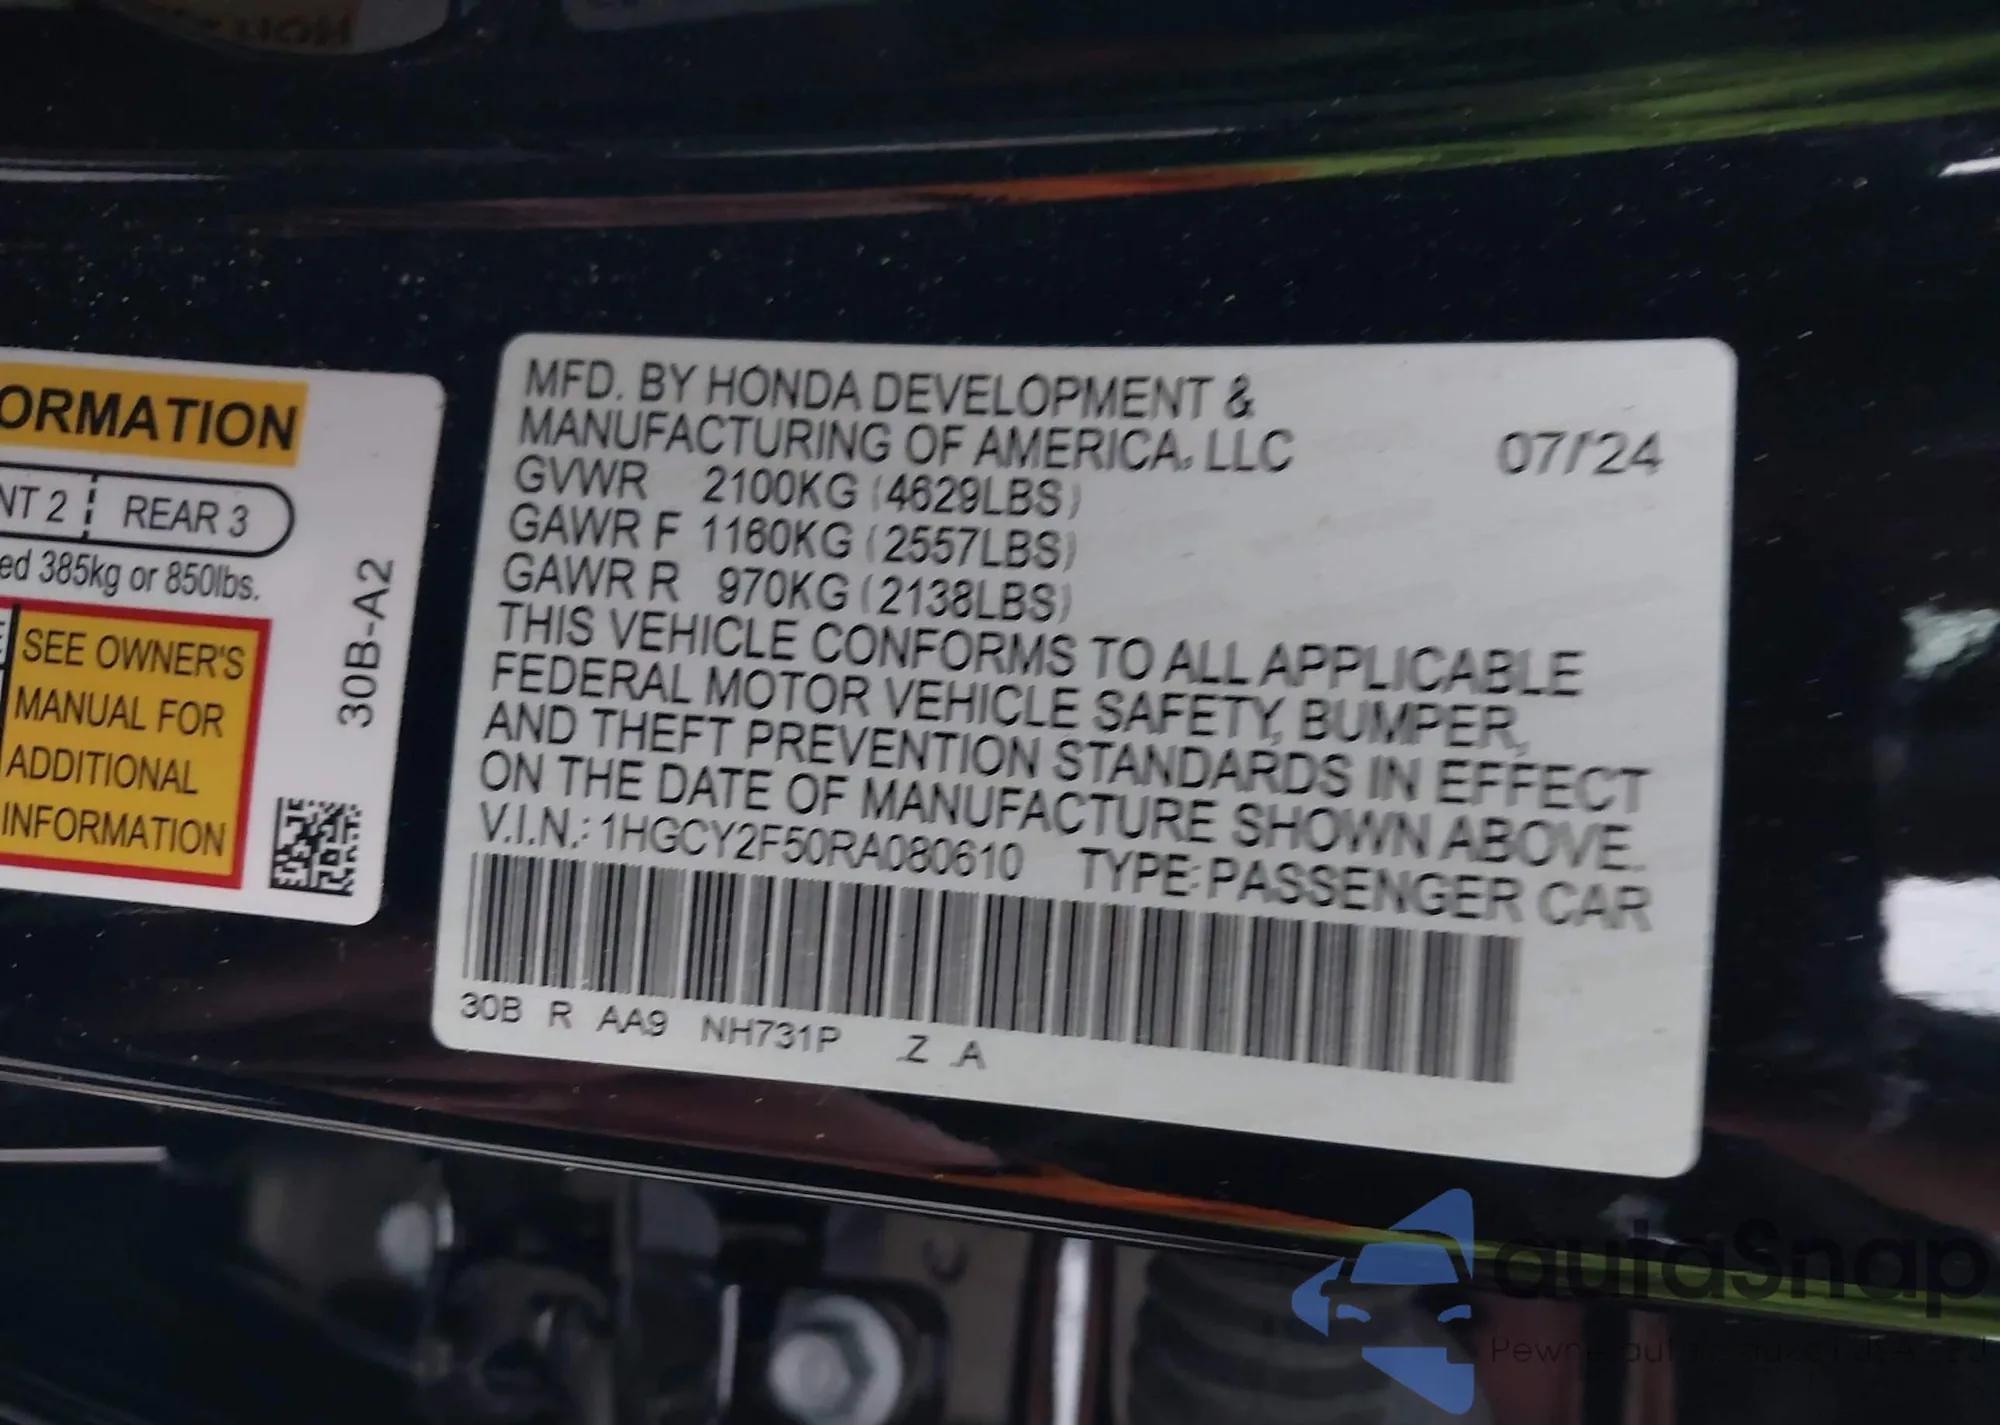 ORMATION
NT 2 REAR 3
ed 385kg or 850lbs.
SEE OWNER'S
MANUAL FOR
ADDITIONAL
INFORMATION
30B-A2
MFD. BY HONDA DEVELOPMENT &
MANUFACTURING OF AMERICA, LLC 07/'24
GVWR 2100KG (4629LBS)
GAWR F 1160KG (2557LBS)
GAWR R 970KG (2138LBS)
THIS VEHICLE CONFORMS TO ALL APPLICABLE
FEDERAL MOTOR VEHICLE SAFETY, BUMPER,
AND THEFT PREVENTION STANDARDS IN EFFECT
ON THE DATE OF MANUFACTURE SHOWN ABOVE.
V.I.N.: 1HGCY2F50RA080610 TYPE: PASSENGER CAR
30B R AA9 NH731P Z A
autaSnap
Pewne auta